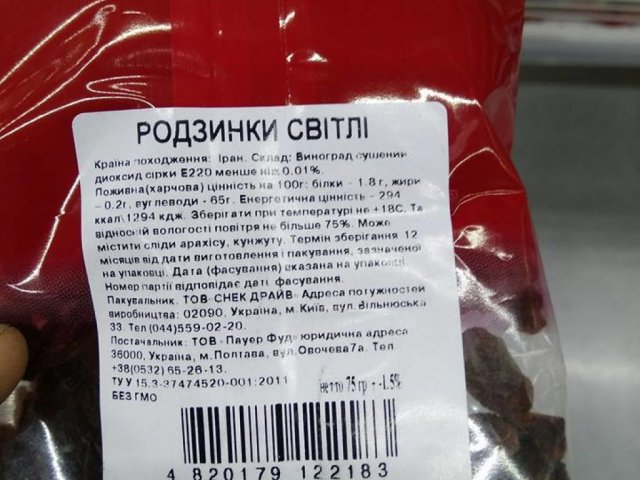 РОДЗИНКИ СВІТЛІ
Країна походження: Іран. Склад: Виноград сушений
диоксид сірки Е220 менше ніж 0,01%.
Поживна(харчова) цінність на 100г: білки - 1.8 г, жири
- 0.2г, вуглеводи - 65г. Енергетична цінність - 294
ккал\1294 кдж. Зберігати при температурі не +18С. Та
відносній вологості повітря не більше 75%. Може
містити сліди арахісу, кунжуту. Термін зберігання 12
місяців від дати виготовлення і пакування, зазначеної
на упаковці. Дата (фасування) вказана на упаковці
Номер партії відповідає даті фасування.
Пакувальник. ТОВ «СНЕК ДРАЙВ» Адреса потужностей
виробництва: 02090, Україна, м.Київ, вул.Вільнюська
33. Тел(044)559-02-20.
Постачальник: ТОВ «Пауер Фуд» юридична адреса
36000, Україна, м.Полтава, вул.Овочева7а. Тел
+38(0532) 65-26-13.
ТУ У 15.3-37474520-001:2011
нетто 75 гр +-1.5%
БЕЗ ГМО
4 820179 122183